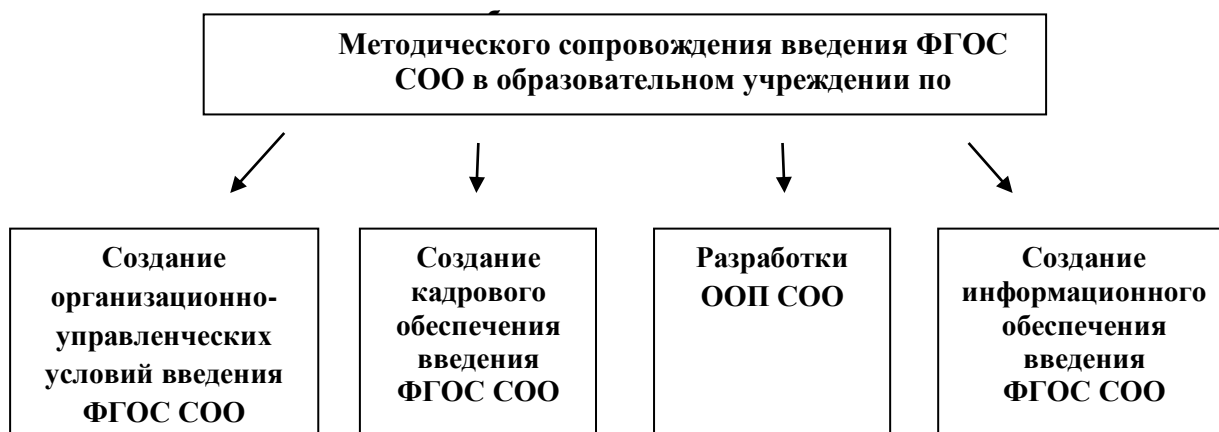 Методического сопровождения введения ФГОС
СОО в образовательном учреждении по
Создание
организационно-
управленческих
условий введения
ФГОС СОО
Создание
кадрового
обеспечения
введения
ФГОС СОО
Разработки
ООП СОО
Создание
информационного
обеспечения
введения
ФГОС СОО